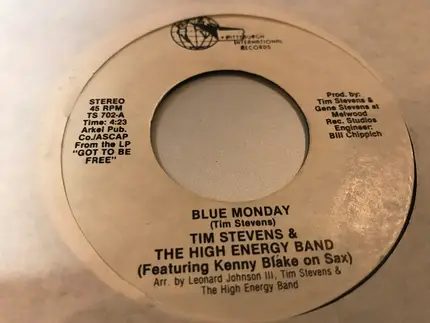 PITTSBURGH
INTERNATIONAL
RECORDS
STEREO
45 RPM
TS 702-A
Time: 4:23
Arkel Pub.
Co./ASCAP
From the LP
"GOT TO BE
FREE"
Prod. by:
Tim Stevens &
Gene Stevens at
Melwood
Rec. Studios
Engineer:
Bill Chippich
BLUE MONDAY
(Tim Stevens)
TIM STEVENS &
THE HIGH ENERGY BAND
(Featuring Kenny Blake on Sax)
Arr. by Leonard Johnson III, Tim Stevens &
The High Energy Band